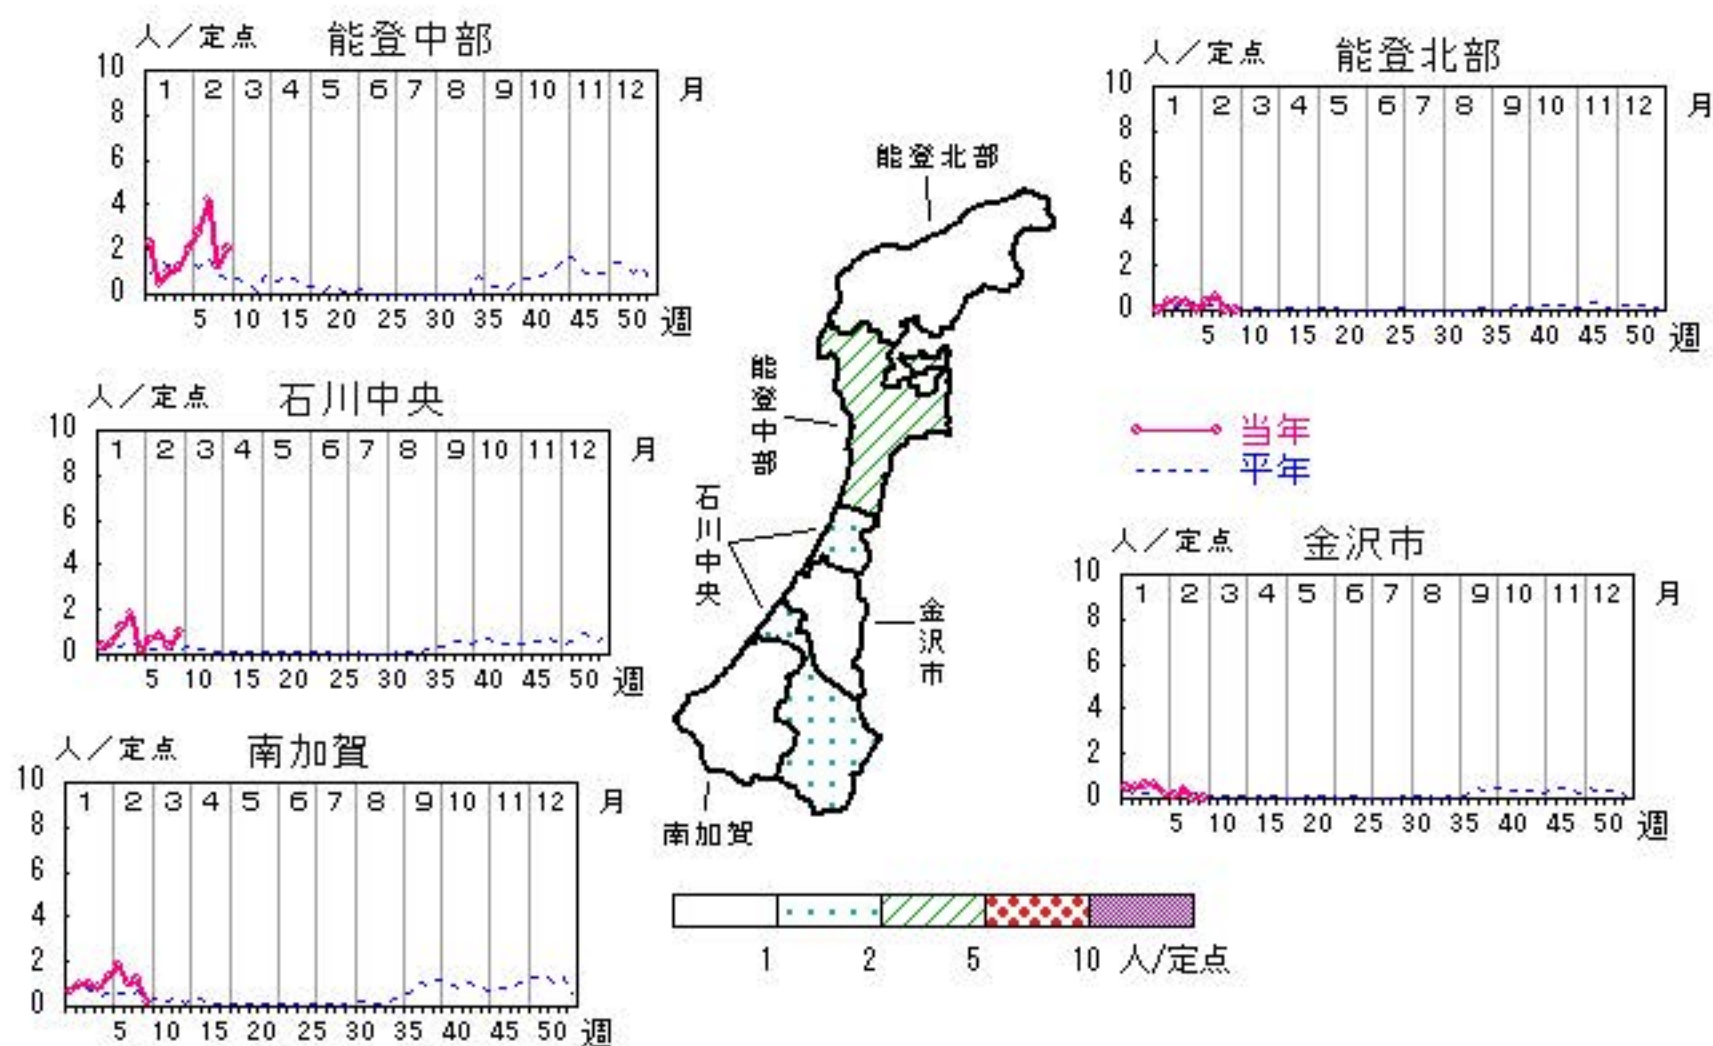 人／定点 能登中部
10 8 6 4 2 0
1 2 3 4 5 6 7 8 9 10 11 12 月
5 10 15 20 25 30 35 40 45 50 週
人／定点 能登北部
10 8 6 4 2 0
1 2 3 4 5 6 7 8 9 10 11 12 月
5 10 15 20 25 30 35 40 45 50 週
人／定点 石川中央
10 8 6 4 2 0
1 2 3 4 5 6 7 8 9 10 11 12 月
5 10 15 20 25 30 35 40 45 50 週
当年
平年
人／定点 金沢市
10 8 6 4 2 0
1 2 3 4 5 6 7 8 9 10 11 12 月
5 10 15 20 25 30 35 40 45 50 週
人／定点 南加賀
10 8 6 4 2 0
1 2 3 4 5 6 7 8 9 10 11 12 月
5 10 15 20 25 30 35 40 45 50 週
能登北部
能登中部
石川中央
金沢市
南加賀
1 2 5 10 人/定点